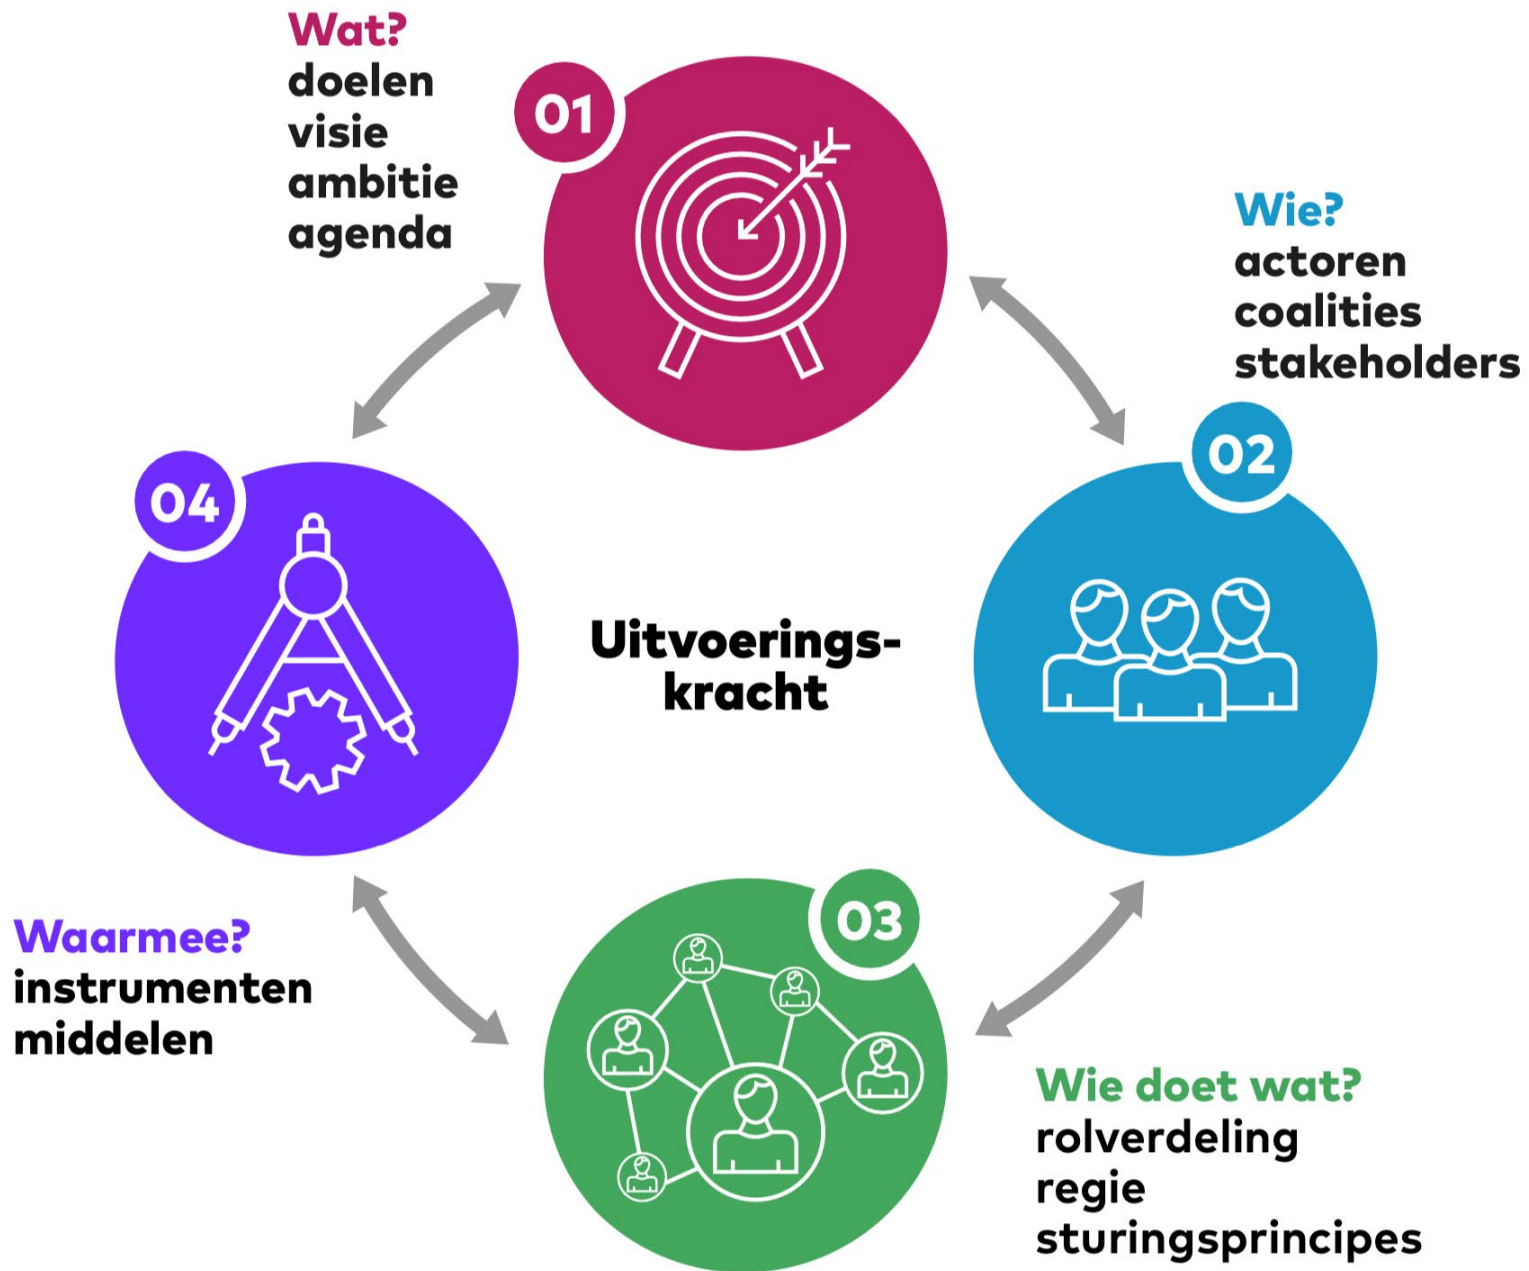 Wat?
doelen
visie
ambitie
agenda
01
Wie?
actoren
coalities
stakeholders
02
04
Uitvoerings-
kracht
Waarmee?
instrumenten
middelen
03
Wie doet wat?
rolverdeling
regie
sturingsprincipes